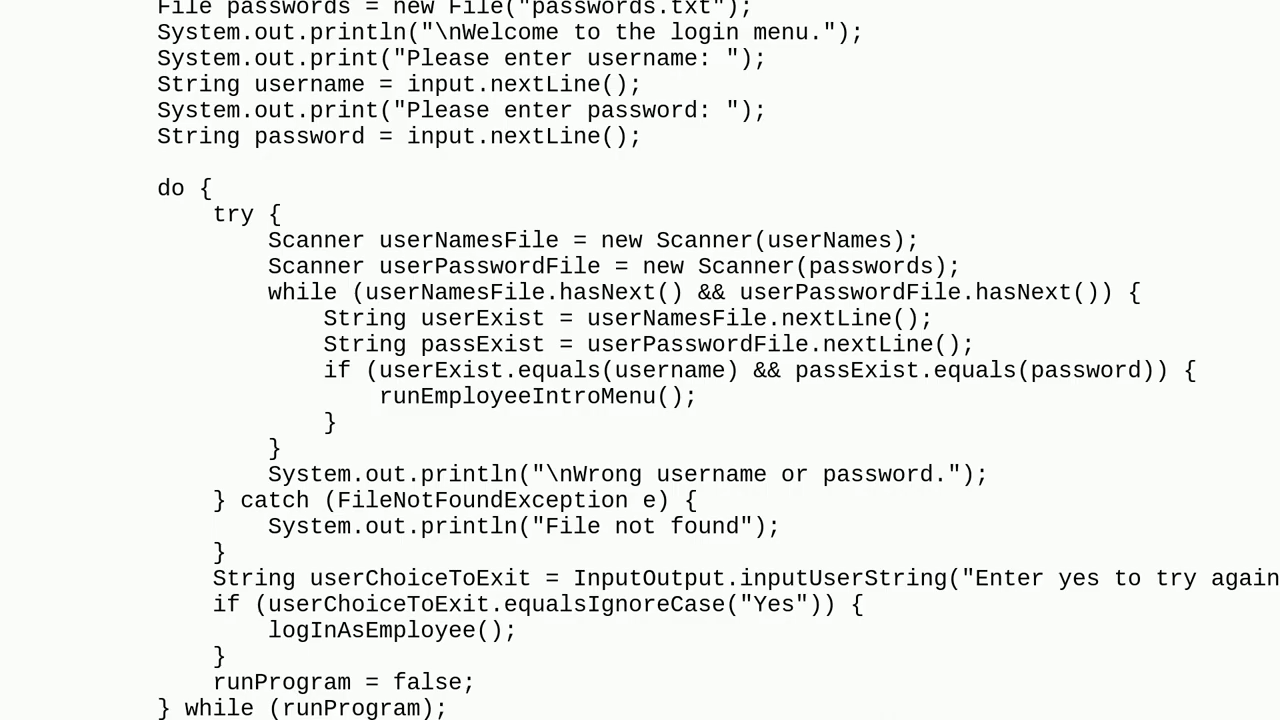 File passwords = new File("passwords.txt");
System.out.println("\nWelcome to the login menu.");
System.out.print("Please enter username: ");
String username = input.nextLine();
System.out.print("Please enter password: ");
String password = input.nextLine();
do {
try {
Scanner userNamesFile = new Scanner(userNames);
Scanner userPasswordFile = new Scanner(passwords);
while (userNamesFile.hasNext() && userPasswordFile.hasNext()) {
String userExist = userNamesFile.nextLine();
String passExist = userPasswordFile.nextLine();
if (userExist.equals(username) && passExist.equals(password)) {
runEmployeeIntroMenu();
}
}
System.out.println("\nWrong username or password.");
} catch (FileNotFoundException e) {
System.out.println("File not found");
}
String userChoiceToExit = InputOutput.inputUserString("Enter yes to try again
if (userChoiceToExit.equalsIgnoreCase("Yes")) {
logInAsEmployee();
}
runProgram = false;
} while (runProgram);